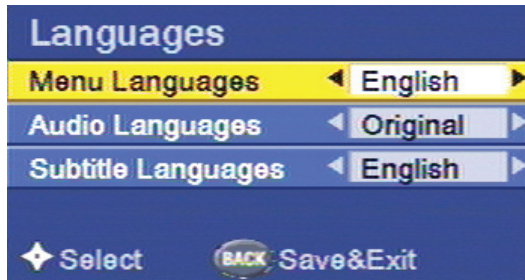 Languages
Menu Languages English
Audio Languages Original
Subtitle Languages English
Select BACK Save&Exit